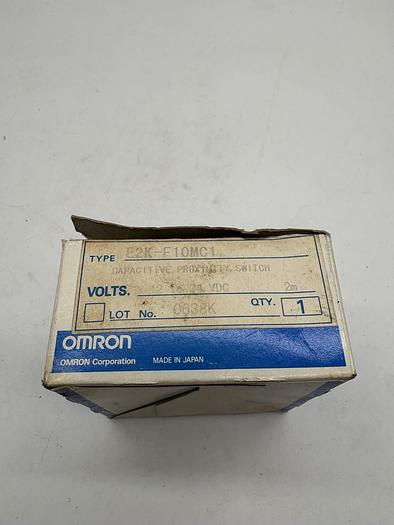 TYPE E2K-F10MC1
CAPACITIVE PROXIMITY SWITCH
VOLTS. 12 VDC 2m
LOT No. 0638K QTY. 1
OMRON
OMRON Corporation MADE IN JAPAN